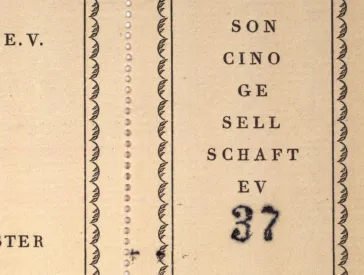 E.V.
STER
SON
CINO
GE
SELL
SCHAFT
EV
37